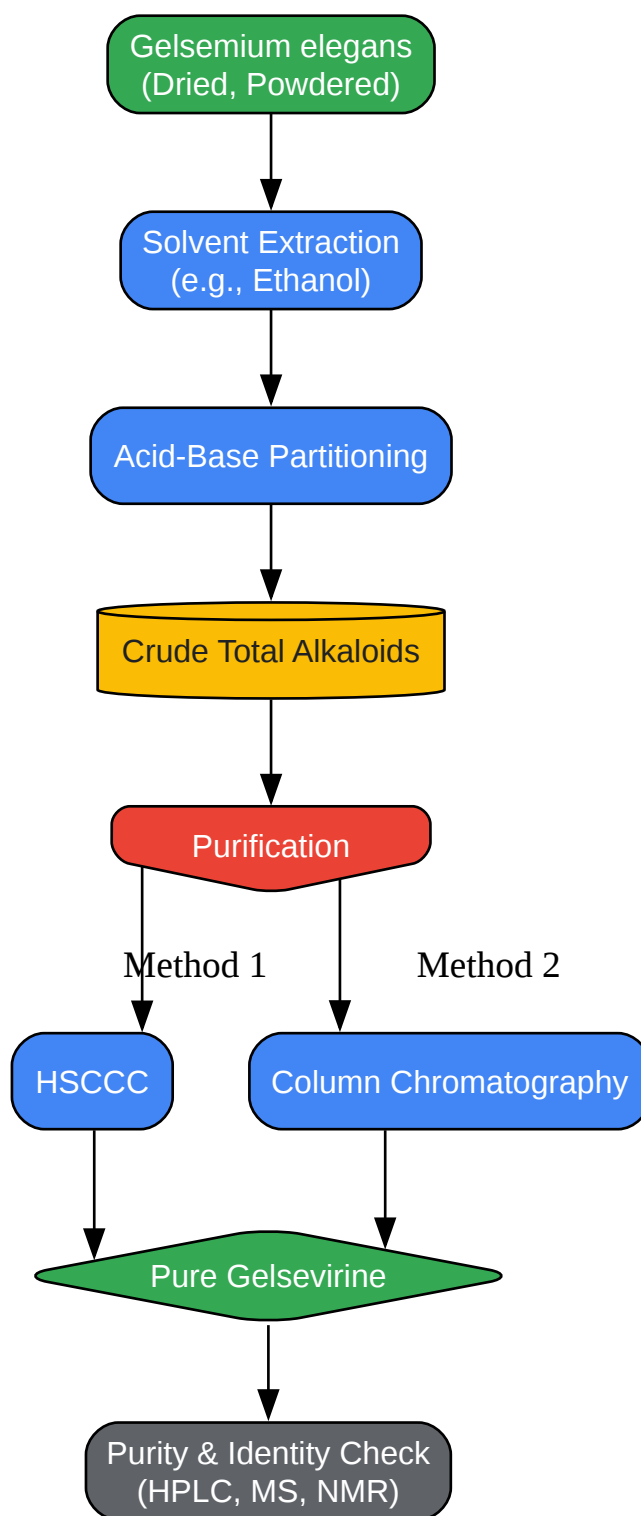 Gelsemium elegans
(Dried, Powdered)
Solvent Extraction
(e.g., Ethanol)
Acid-Base Partitioning
Crude Total Alkaloids
Purification
Method 1
Method 2
HSCCC
Column Chromatography
Pure Gelsevirine
Purity & Identity Check
(HPLC, MS, NMR)